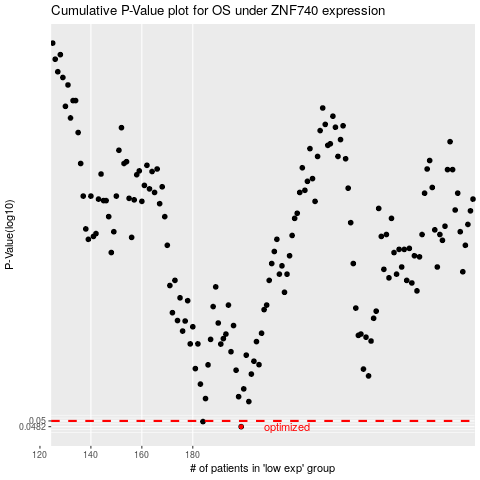 Cumulative P-Value plot for OS under ZNF740 expression
P-Value(log10)
0.05
0.0482
optimized
120 140 160 180
# of patients in 'low exp' group